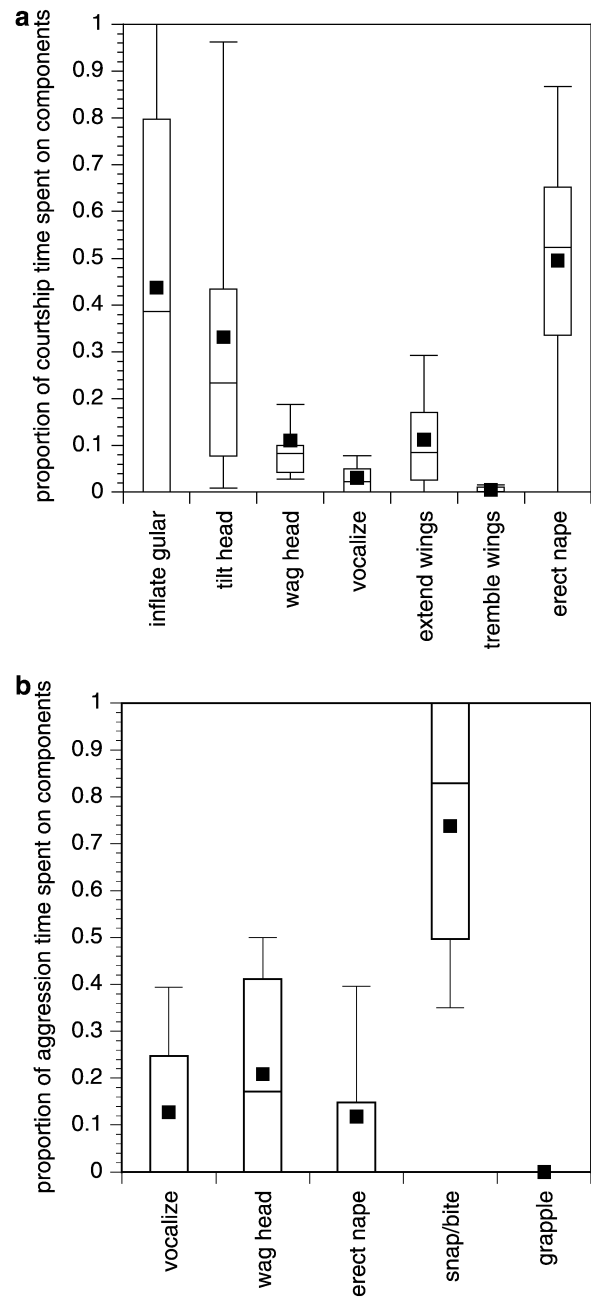 a
proportion of courtship time spent on components
1
0.9
0.8
0.7
0.6
0.5
0.4
0.3
0.2
0.1
0
inflate gular
tilt head
wag head
vocalize
extend wings
tremble wings
erect nape
b
proportion of aggression time spent on components
1
0.9
0.8
0.7
0.6
0.5
0.4
0.3
0.2
0.1
0
vocalize
wag head
erect nape
snap/bite
grapple